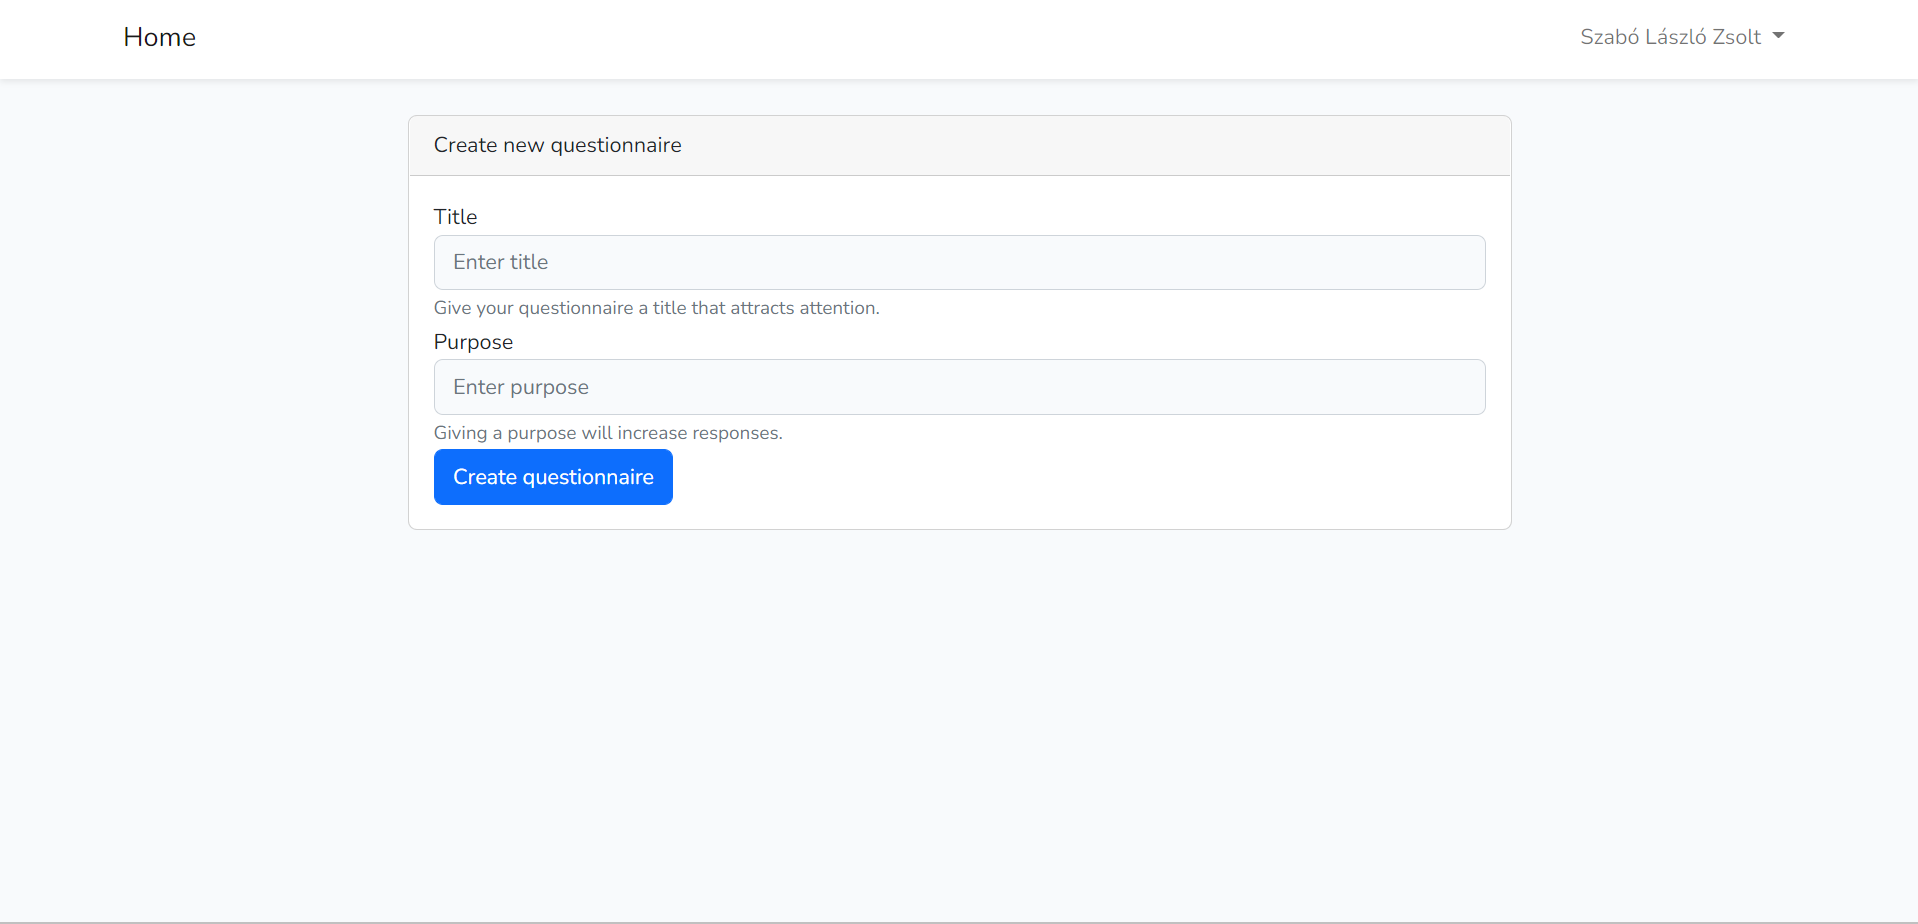 Home
Szabó László Zsolt
Create new questionnaire
Title
Enter title
Give your questionnaire a title that attracts attention.
Purpose
Enter purpose
Giving a purpose will increase responses.
Create questionnaire